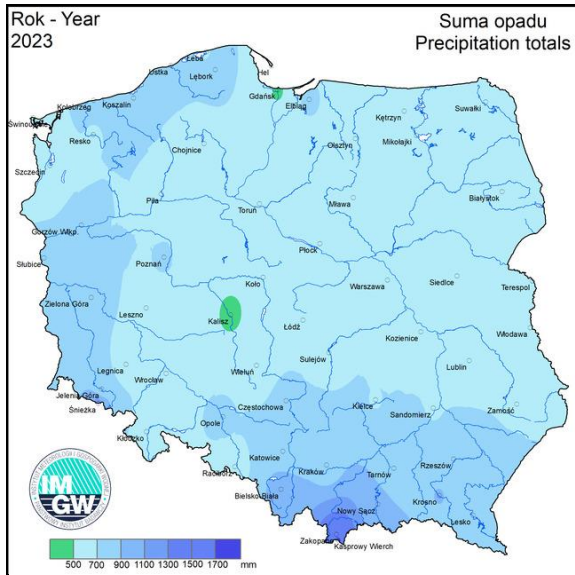 Rok - Year
2023
Suma opadu
Precipitation totals
Łeba
Ustka
Lębork
Hel
Gdańsk
Elbląg
Koszalin
Kołobrzeg
Świnoujście
Resko
Chojnice
Kętrzyn
Suwałki
Olsztyn
Mikołajki
Szczecin
Białystok
Piła
Toruń
Mława
Gorzów Wlkp.
Słubice
Poznań
Płock
Koło
Warszawa
Siedlce
Terespol
Zielona Góra
Leszno
Kalisz
Łódź
Kozienice
Włodawa
Sulejów
Legnica
Wrocław
Wieluń
Lublin
Jelenia Góra
Śnieżka
Częstochowa
Kielce
Sandomierz
Zamość
Opole
Kłodzko
Katowice
Racibórz
Kraków
Tarnów
Rzeszów
Bielsko-Biała
Nowy Sącz
Krosno
Lesko
Zakopane
Kasprowy Wierch
IM
GW
500 700 900 1100 1300 1500 1700 mm